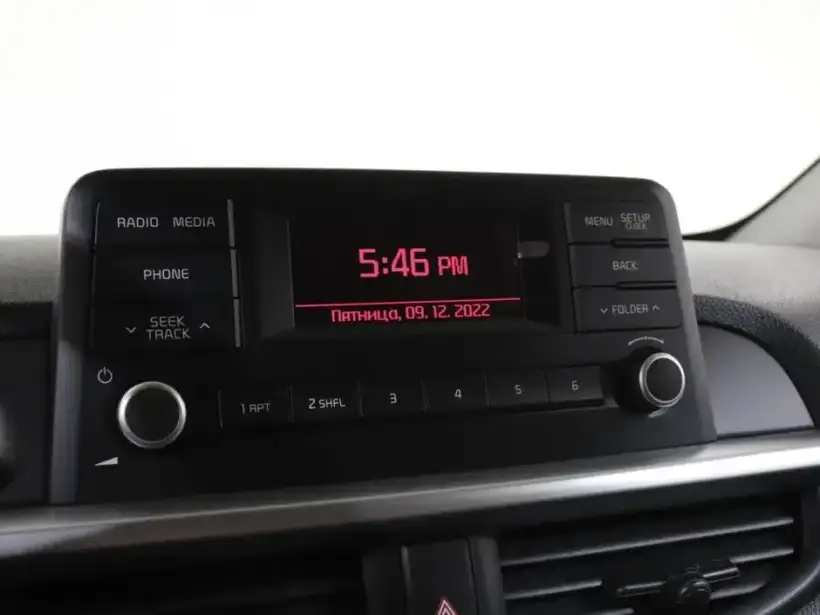 RADIO MEDIA
PHONE
SEEK
TRACK
5:46 PM
Пятница, 09. 12. 2022
MENU SETUP
CLOCK
BACK
FOLDER
1 RPT
2 SHFL
3
4
5
6